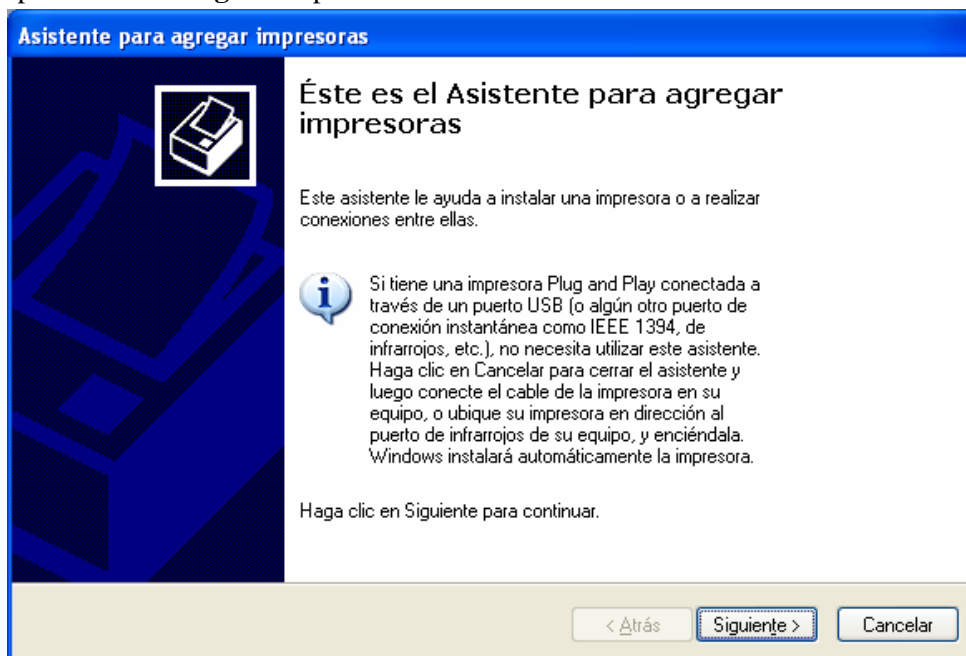 Asistente para agregar impresoras
Éste es el Asistente para agregar
impresoras
Este asistente le ayuda a instalar una impresora o a realizar
conexiones entre ellas.
Si tiene una impresora Plug and Play conectada a
través de un puerto USB (o algún otro puerto de
conexión instantánea como IEEE 1394, de
infrarrojos, etc.), no necesita utilizar este asistente.
Haga clic en Cancelar para cerrar el asistente y
luego conecte el cable de la impresora en su
equipo, o ubique su impresora en dirección al
puerto de infrarrojos de su equipo, y enciéndala.
Windows instalará automáticamente la impresora.
Haga clic en Siguiente para continuar.
< Atrás Siguiente > Cancelar